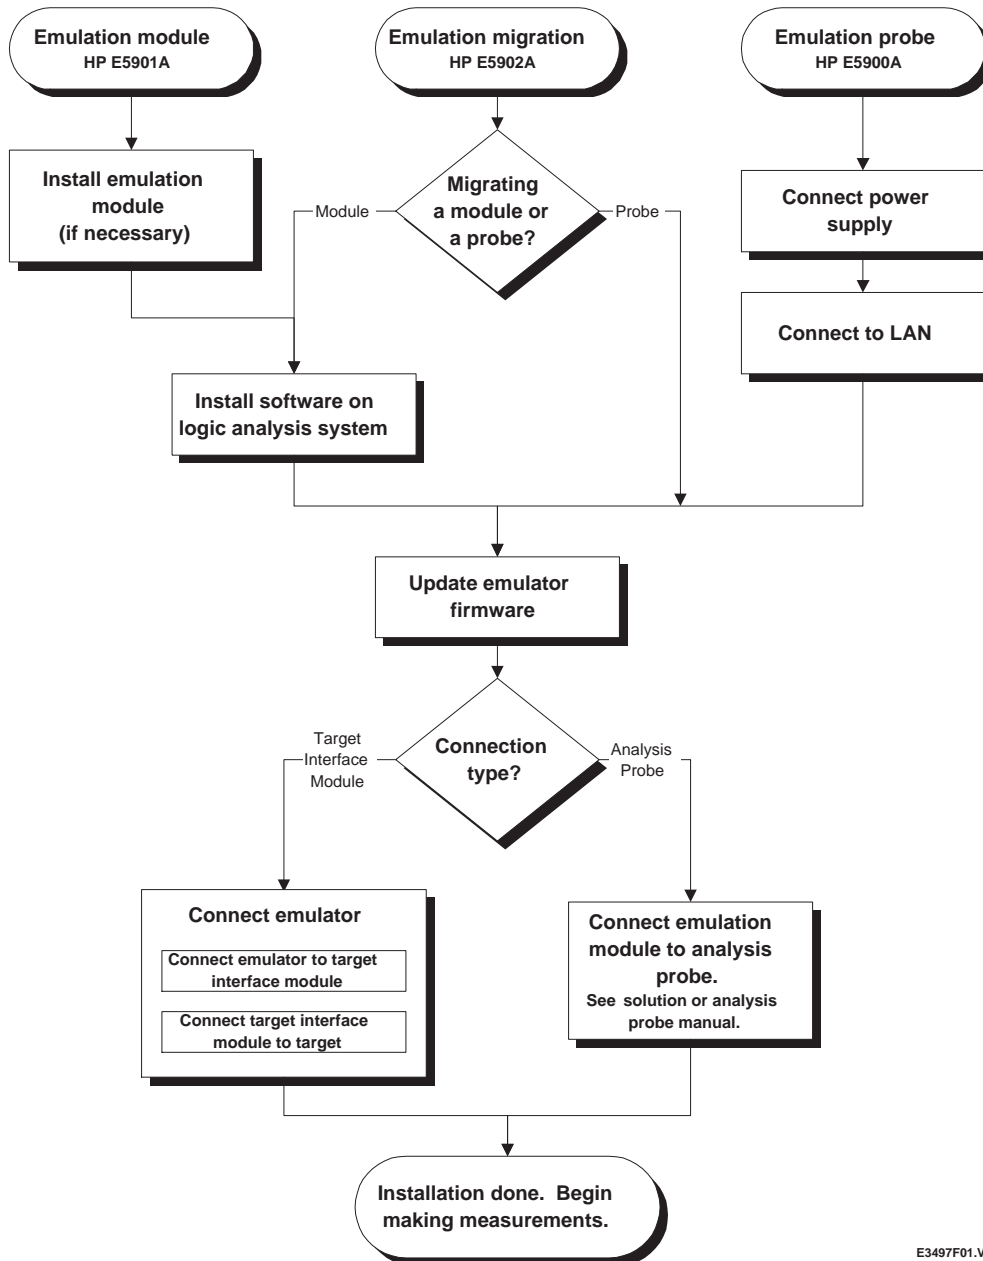 Emulation module
HP E5901A
Emulation migration
HP E5902A
Emulation probe
HP E5900A
Install emulation
module
(if necessary)
Migrating
a module or
a probe?
Module
Probe
Connect power
supply
Connect to LAN
Install software on
logic analysis system
Update emulator
firmware
Connection
type?
Target
Interface
Module
Analysis
Probe
Connect emulator
Connect emulator to target
interface module
Connect target interface
module to target
Connect emulation
module to analysis
probe.
See solution or analysis
probe manual.
Installation done. Begin
making measurements.
E3497F01.V